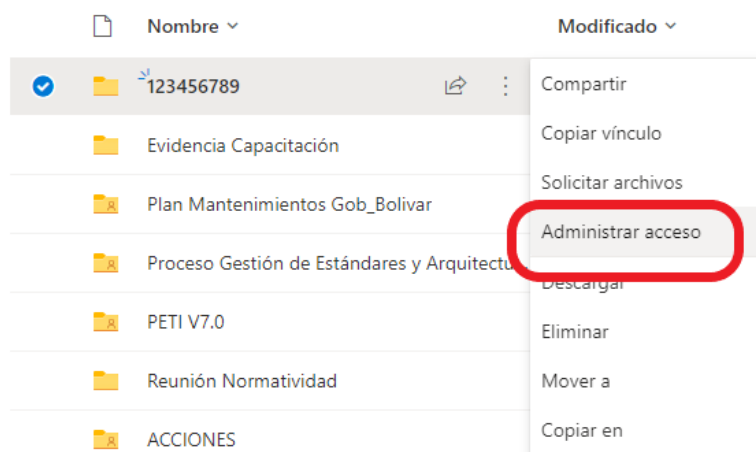 Nombre Modificado
123456789 Compartir
Copiar vínculo
Evidencia Capacitación
Solicitar archivos
Plan Mantenimientos Gob_Bolivar
Administrar acceso
Proceso Gestión de Estándares y Arquitectu
Descargar
PETI V7.0
Eliminar
Reunión Normatividad Mover a
Copiar en
ACCIONES